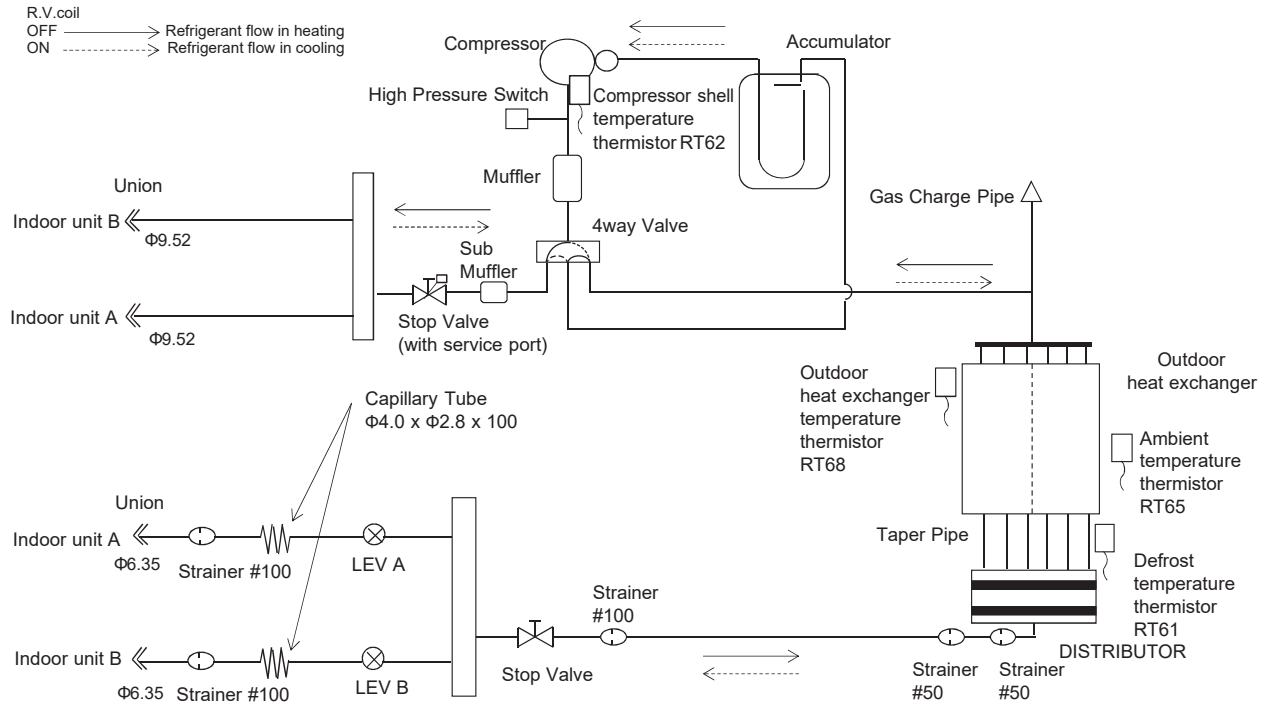 R.V.coil
OFF Refrigerant flow in heating
ON Refrigerant flow in cooling
Compressor
Accumulator
High Pressure Switch
Compressor shell
temperature
thermistor RT62
Muffler
4way Valve
Gas Charge Pipe
Union
Indoor unit B
Φ9.52
Sub
Muffler
Indoor unit A
Φ9.52
Stop Valve
(with service port)
Outdoor
heat exchanger
Outdoor
heat exchanger
temperature
thermistor
RT68
Ambient
temperature
thermistor
RT65
Capillary Tube
Φ4.0 x Φ2.8 x 100
Taper Pipe
Defrost
temperature
thermistor
RT61
DISTRIBUTOR
Union
Indoor unit A
Φ6.35
Strainer #100
LEV A
Strainer
#100
Indoor unit B
Φ6.35
Strainer #100
LEV B
Stop Valve
Strainer
#50
Strainer
#50